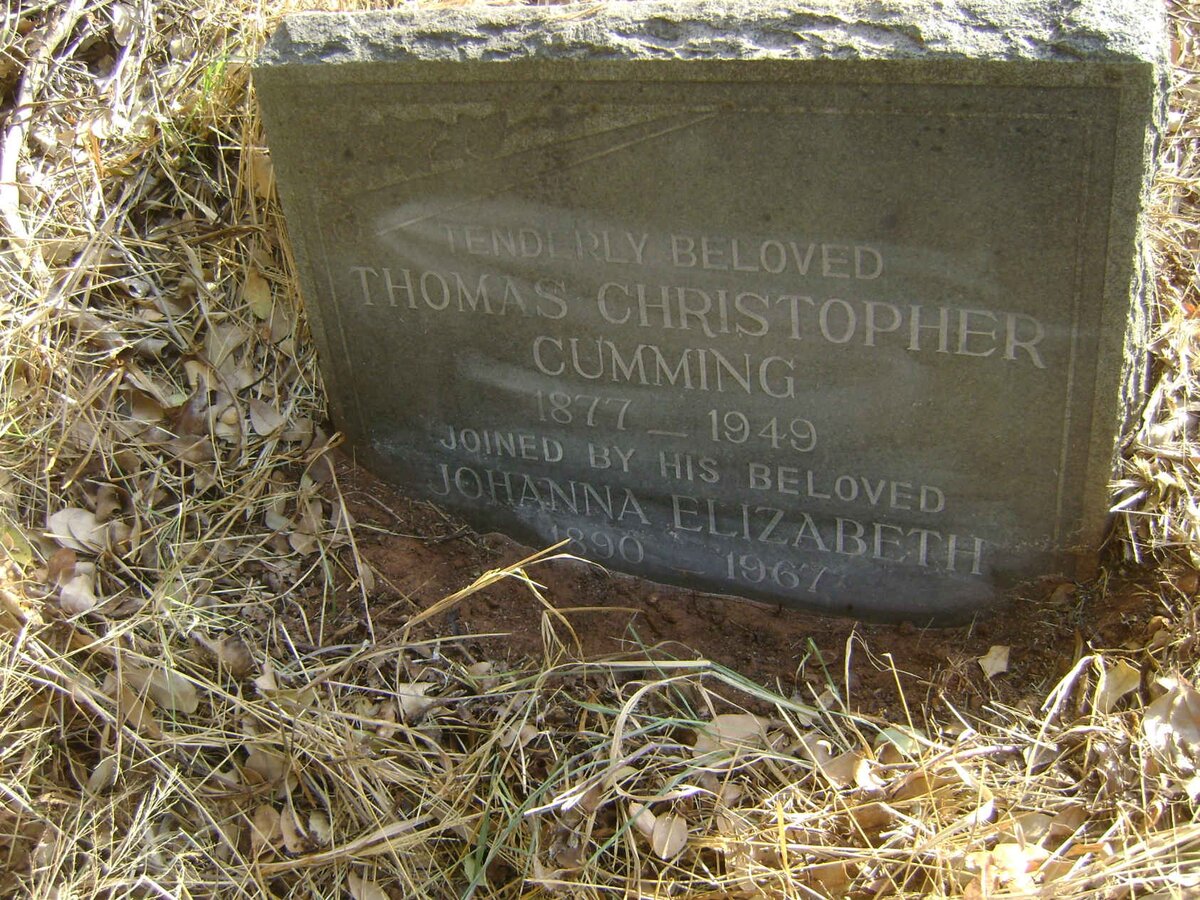 TENDERLY BELOVED
THOMAS CHRISTOPHER
CUMMING
1877 — 1949
JOINED BY HIS BELOVED
JOHANNA ELIZABETH
1890 — 1967